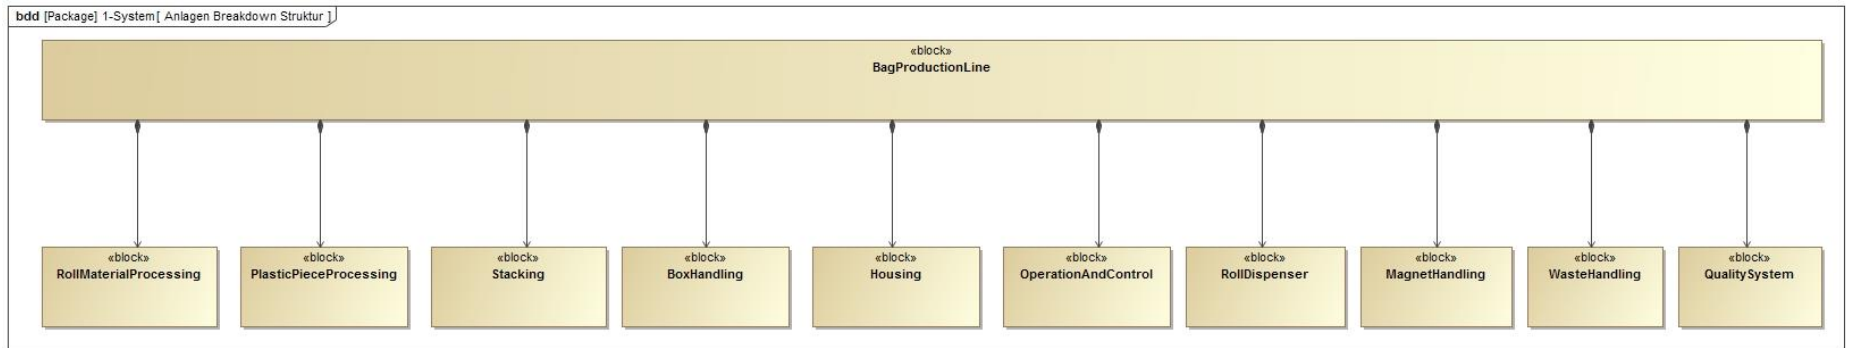 bdd [Package] 1-System[ Anlagen Breakdown Struktur ]
«block»
BagProductionLine
«block»
RollMaterialProcessing
«block»
PlasticPieceProcessing
«block»
Stacking
«block»
BoxHandling
«block»
Housing
«block»
OperationAndControl
«block»
RollDispenser
«block»
MagnetHandling
«block»
WasteHandling
«block»
QualitySystem